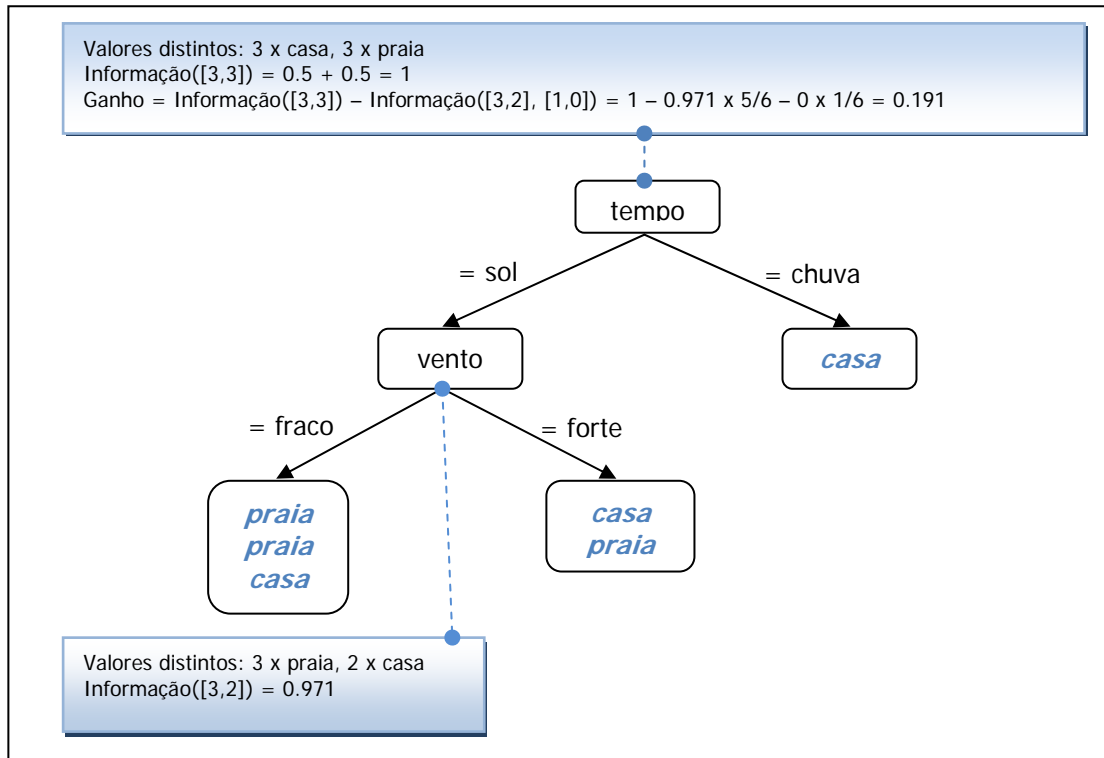 Valores distintos: 3 x casa, 3 x praia
Informação([3,3]) = 0.5 + 0.5 = 1
Ganho = Informação([3,3]) – Informação([3,2], [1,0]) = 1 – 0.971 x 5/6 – 0 x 1/6 = 0.191
tempo
= sol
= chuva
vento
casa
= fraco
= forte
praia
praia
casa
casa
praia
Valores distintos: 3 x praia, 2 x casa
Informação([3,2]) = 0.971